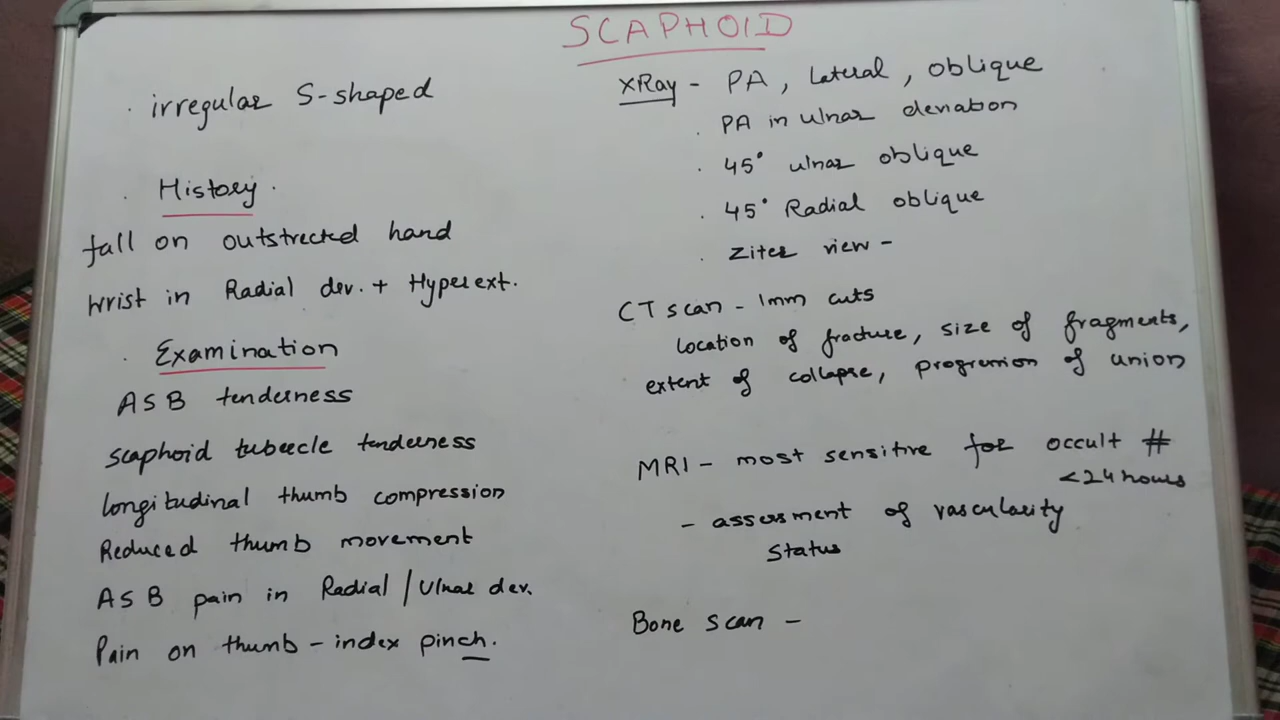 SCAPHOID
. irregular S-shaped
. History.
fall on outstrected hand
Wrist in Radial dev. + Hyperext.
. Examination
ASB tenderness
scaphoid tubercle tenderness
longitudinal thumb compression
Reduced thumb movement
ASB pain in Radial / Ulnar dev.
Pain on thumb - index pinch.
XRay - PA, Lateral, oblique
. PA in ulnar deviation
. 45° ulnar oblique
. 45° Radial oblique
. Ziter view -
CT scan - 1mm cuts
location of fracture, size of fragments,
extent of collapse, progression of union
MRI - most sensitive for occult #
<24 hours
- assessment of vascularity
status
Bone scan -